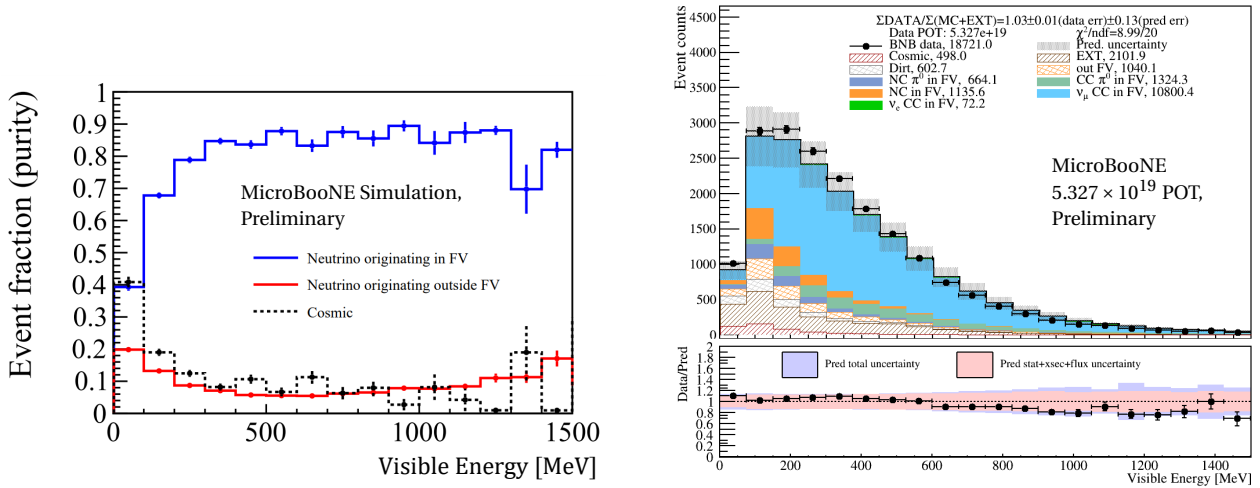 Event fraction (purity)
1
0.9
0.8
0.7
0.6
0.5
0.4
0.3
0.2
0.1
0
MicroBooNE Simulation,
Preliminary
Neutrino originating in FV
Neutrino originating outside FV
Cosmic
0 500 1000 1500
Visible Energy [MeV]
Event counts
4500
4000
3500
3000
2500
2000
1500
1000
500
0
ΣDATA/Σ(MC+EXT)=1.03±0.01(data err)±0.13(pred err)
Data POT: 5.327e+19 χ²/ndf=8.99/20
BNB data, 18721.0 Pred. uncertainty
Cosmic, 498.0 EXT, 2101.9
Dirt, 602.7 out FV, 1040.1
NC π⁰ in FV, 664.1 CC π⁰ in FV, 1324.3
NC in FV, 1135.6 νμ CC in FV, 10800.4
νe CC in FV, 72.2
MicroBooNE
5.327 × 10¹⁹ POT,
Preliminary
Data/Pred
2
1.8
1.6
1.4
1.2
1
0.8
0.6
0.4
0.2
0
Pred total uncertainty Pred stat+xsec+flux uncertainty
0 200 400 600 800 1000 1200 1400
Visible Energy [MeV]